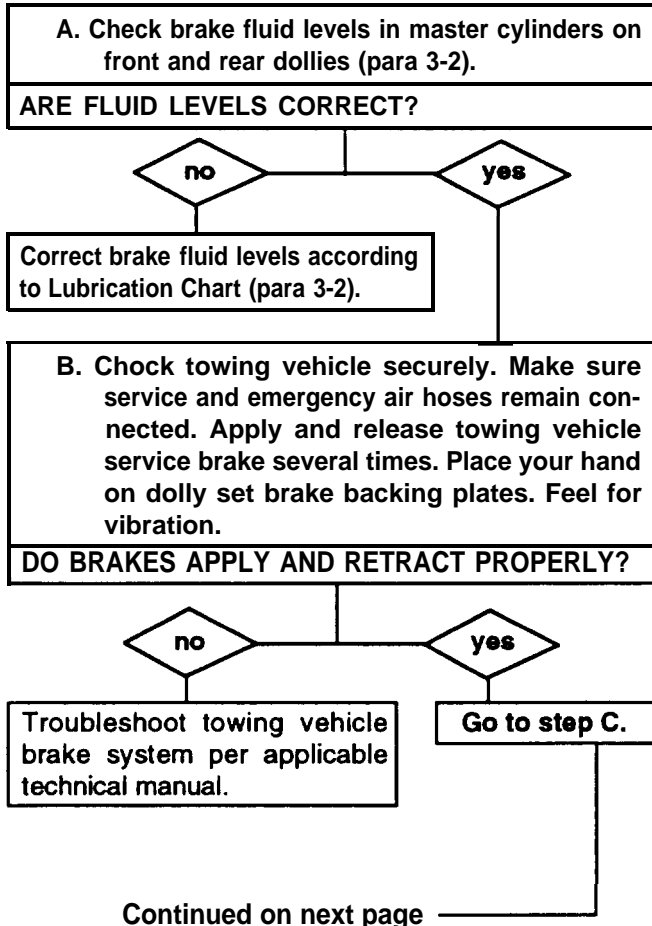 A. Check brake fluid levels in master cylinders on
front and rear dollies (para 3-2).
ARE FLUID LEVELS CORRECT?
no
yes
Correct brake fluid levels according
to Lubrication Chart (para 3-2).
B. Chock towing vehicle securely. Make sure
service and emergency air hoses remain con-
nected. Apply and release towing vehicle
service brake several times. Place your hand
on dolly set brake backing plates. Feel for
vibration.
DO BRAKES APPLY AND RETRACT PROPERLY?
no
yes
Troubleshoot towing vehicle
brake system per applicable
technical manual.
Go to step C.
Continued on next page